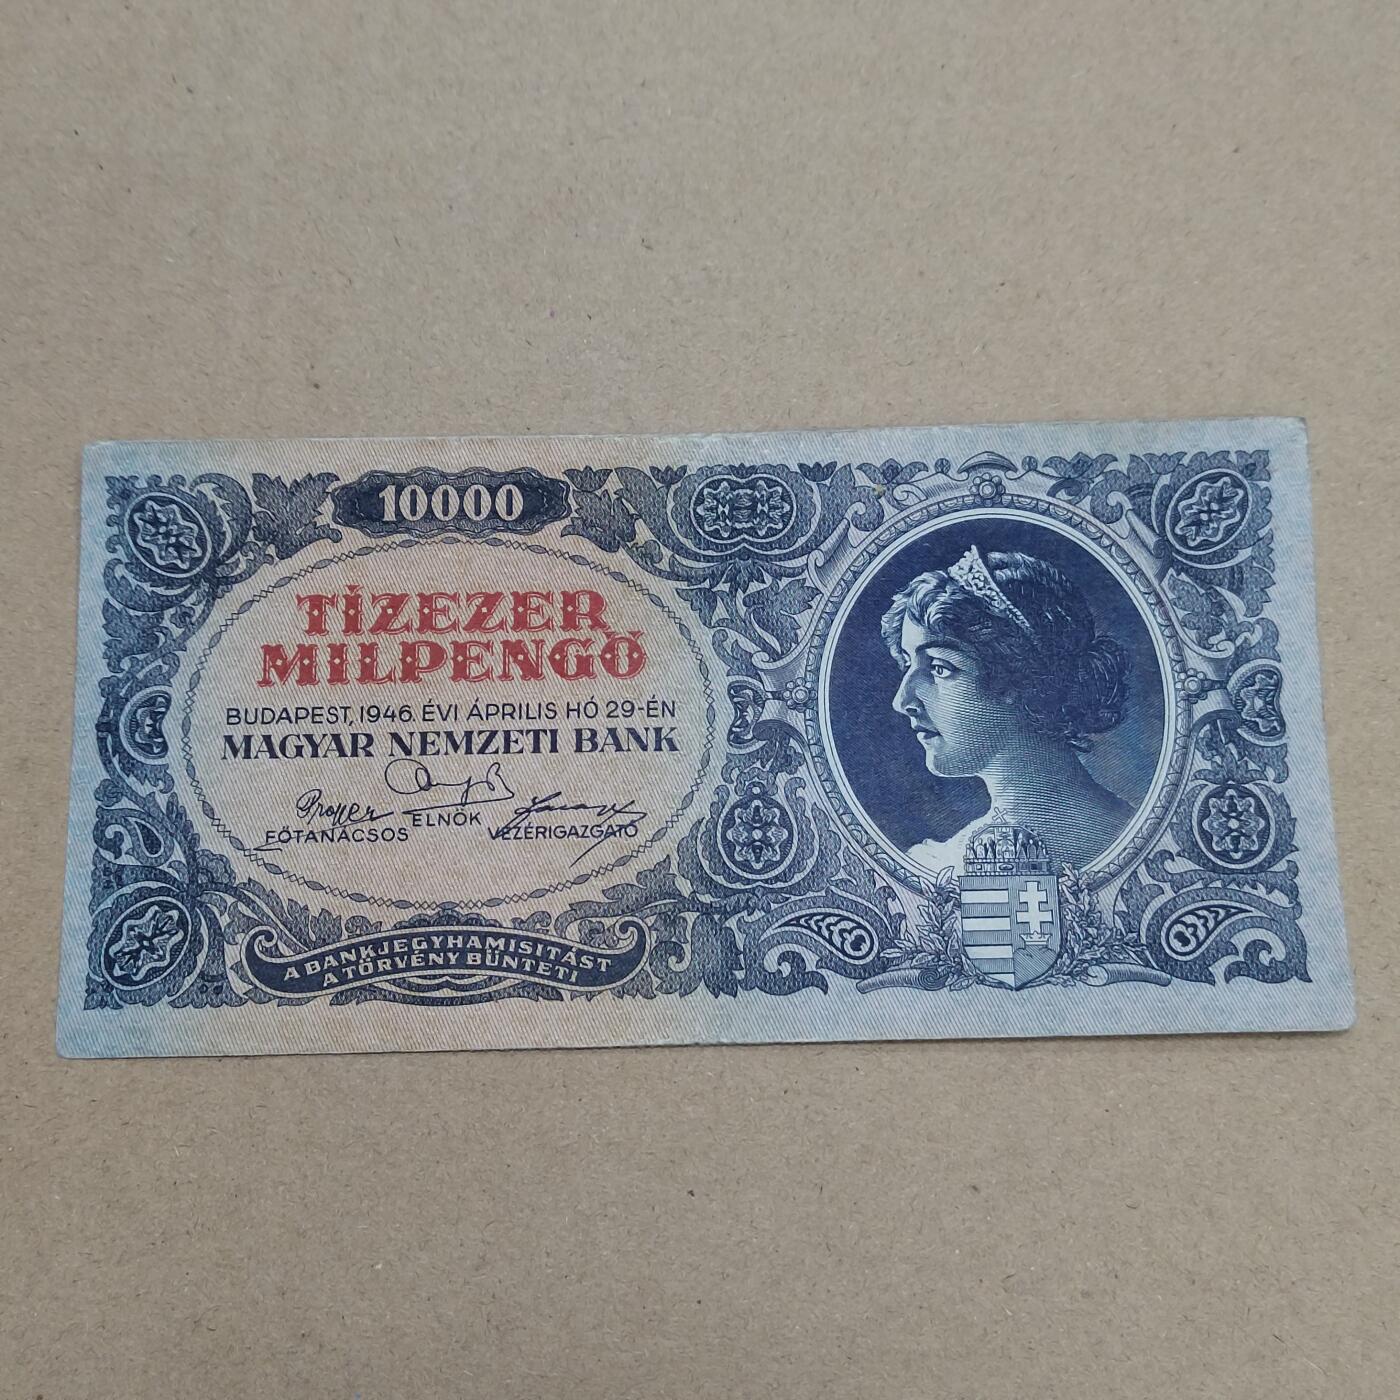 10000
TÍZEZER
MILPENGŐ
BUDAPEST, 1946. ÉVI ÁPRILIS HÓ 29-ÉN
MAGYAR NEMZETI BANK
FŐTANÁCSOS ELNÖK VEZÉRIGAZGATÓ
A BANKJEGYHAMISÍTÁST
A TÖRVÉNY BÜNTETI